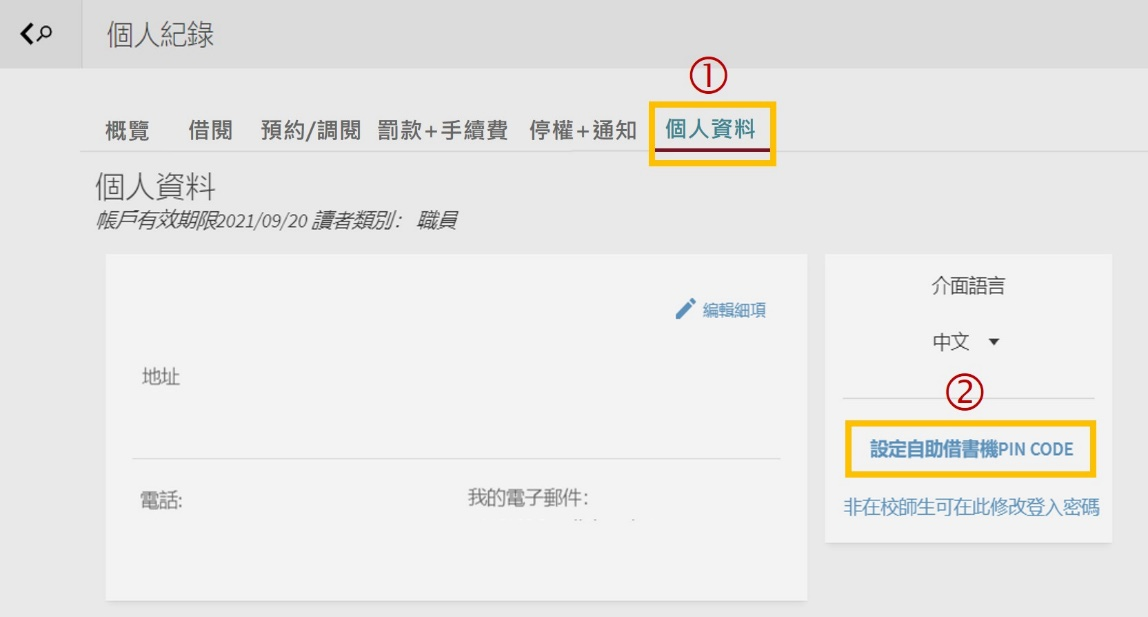 個人紀錄
①
概覽 借閱 預約/調閱 罰款+手續費 停權+通知 個人資料
個人資料
帳戶有效期限2021/09/20 讀者類別： 職員
介面語言
編輯細項
中文
地址
②
設定自助借書機PIN CODE
電話: 我的電子郵件:
非在校師生可在此修改登入密碼